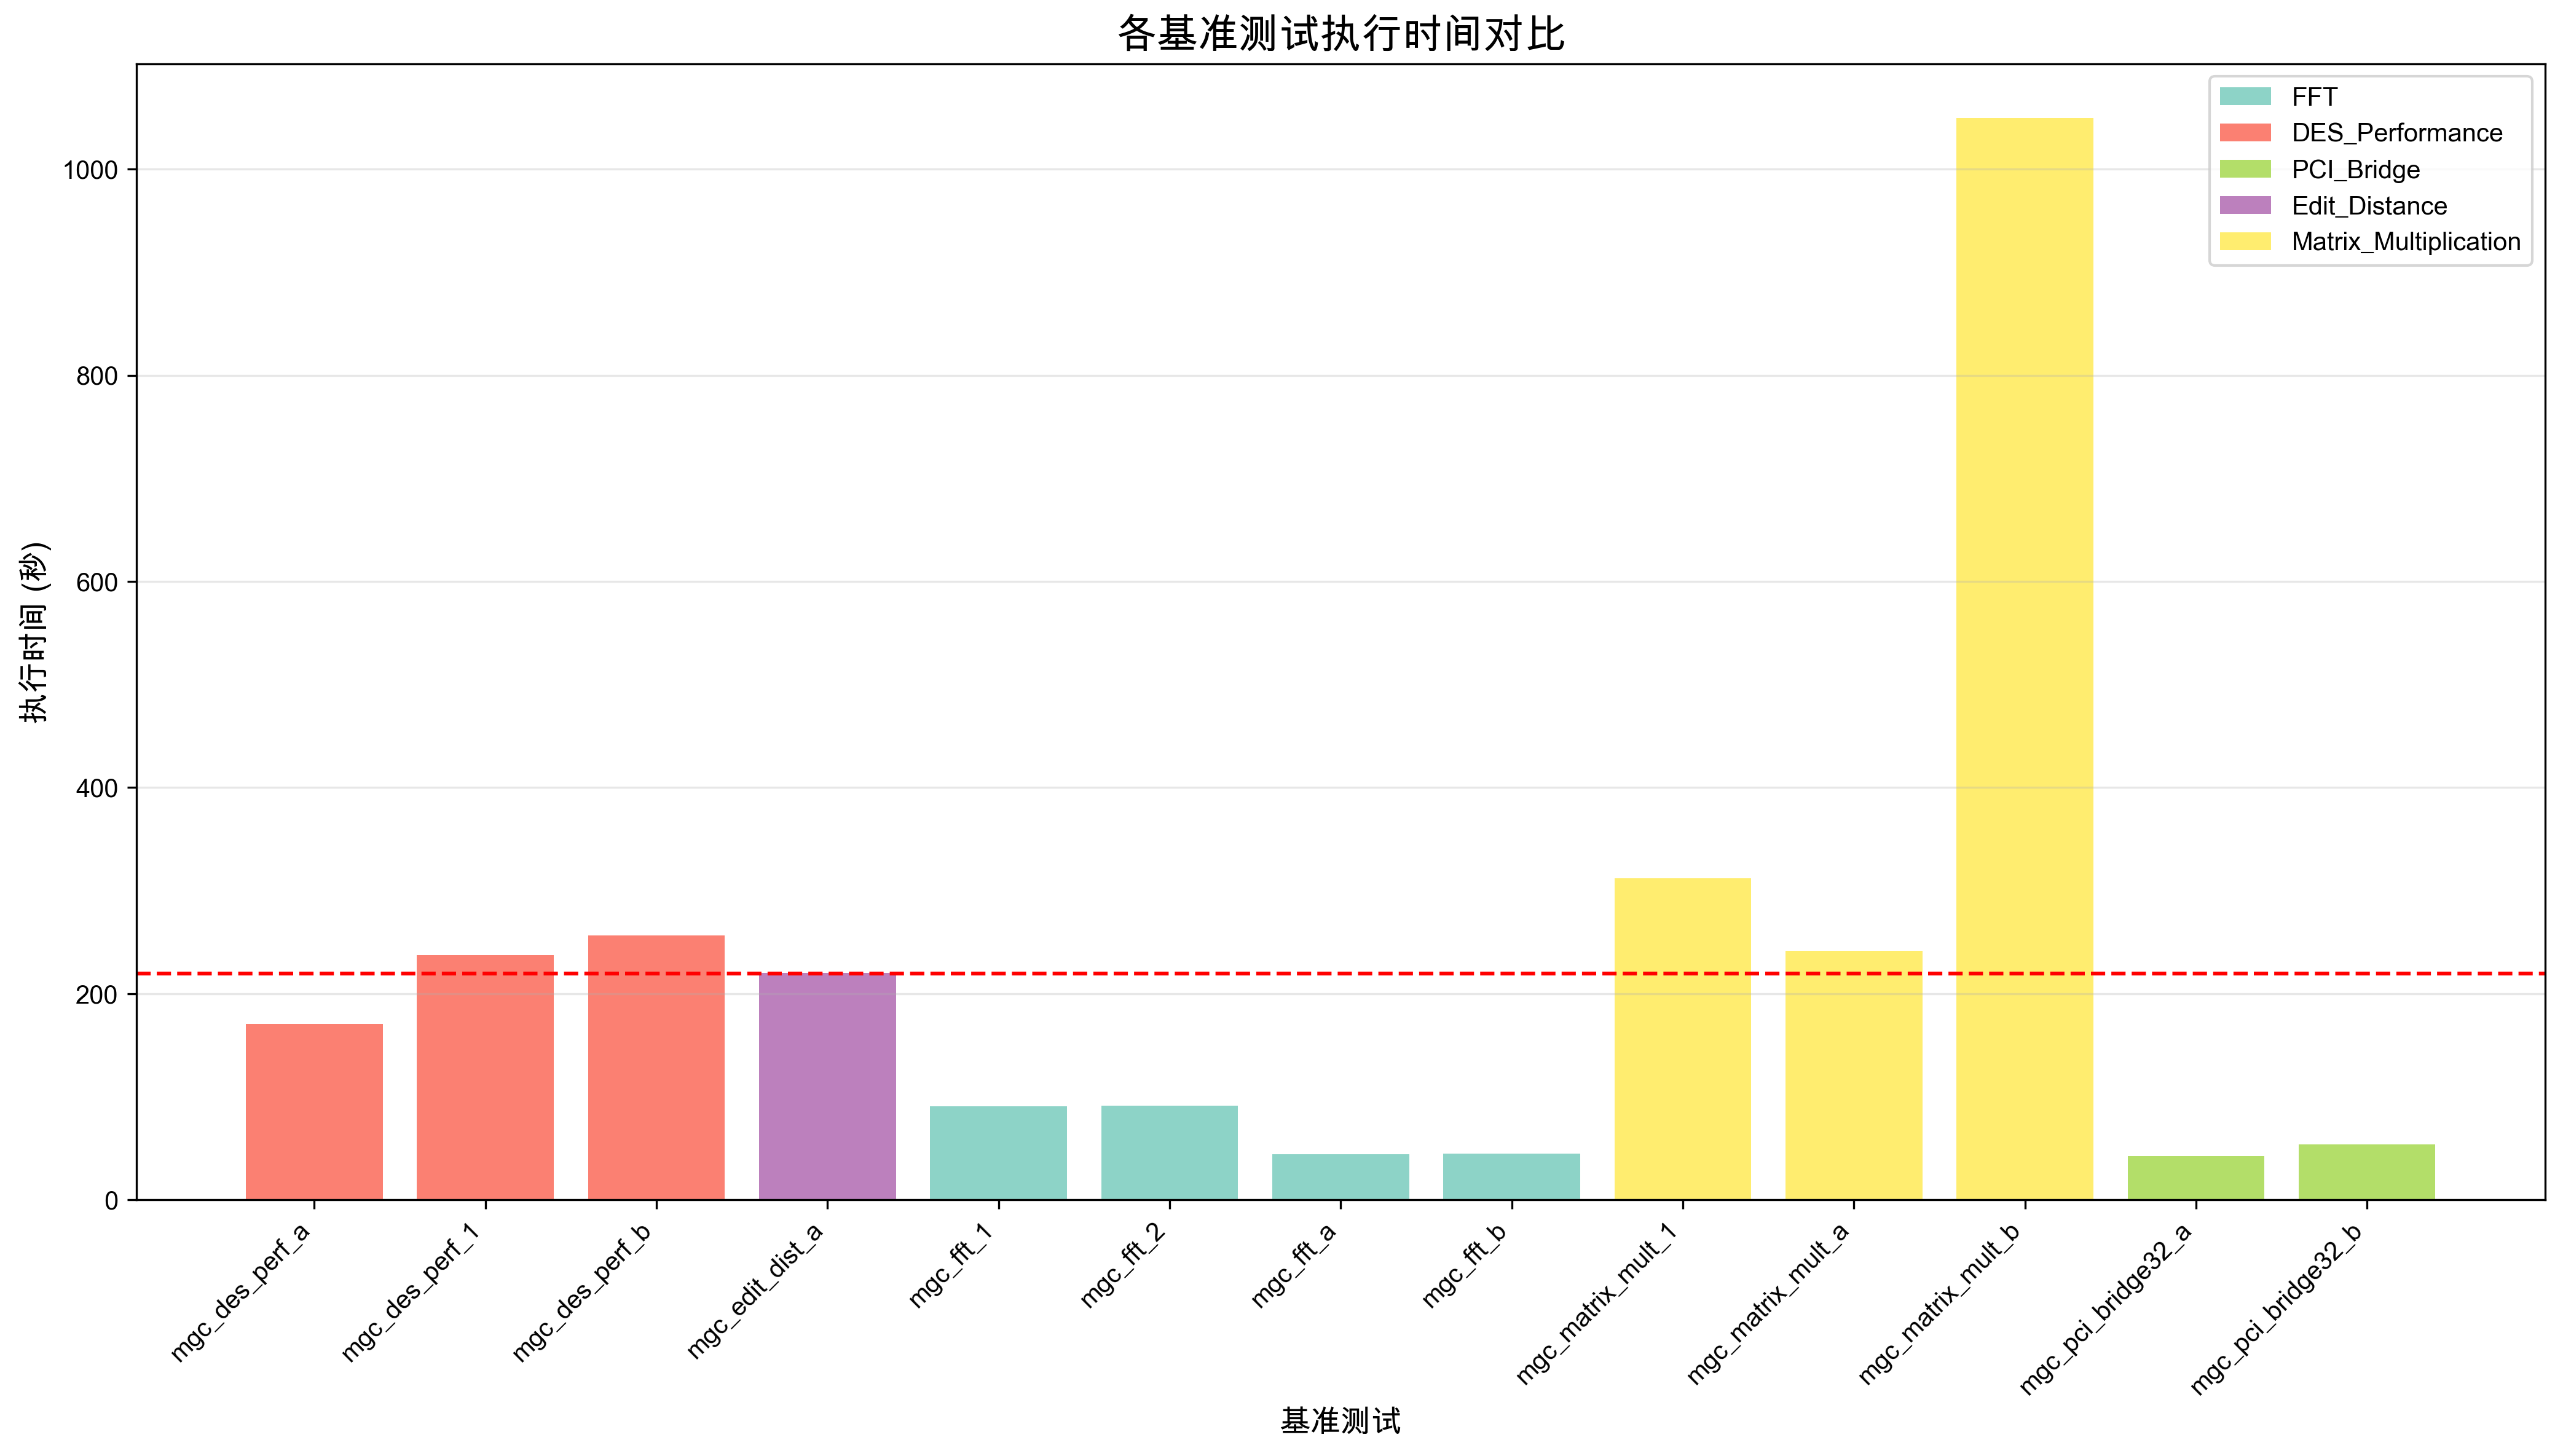 各基准测试执行时间对比
FFT
DES_Performance
PCI_Bridge
Edit_Distance
Matrix_Multiplication
执行时间 (秒)
1000
800
600
400
200
0
mgc_des_perf_a
mgc_des_perf_1
mgc_des_perf_b
mgc_edit_dist_a
mgc_fft_1
mgc_fft_2
mgc_fft_a
mgc_fft_b
mgc_matrix_mult_1
mgc_matrix_mult_a
mgc_matrix_mult_b
mgc_pci_bridge32_a
mgc_pci_bridge32_b
基准测试